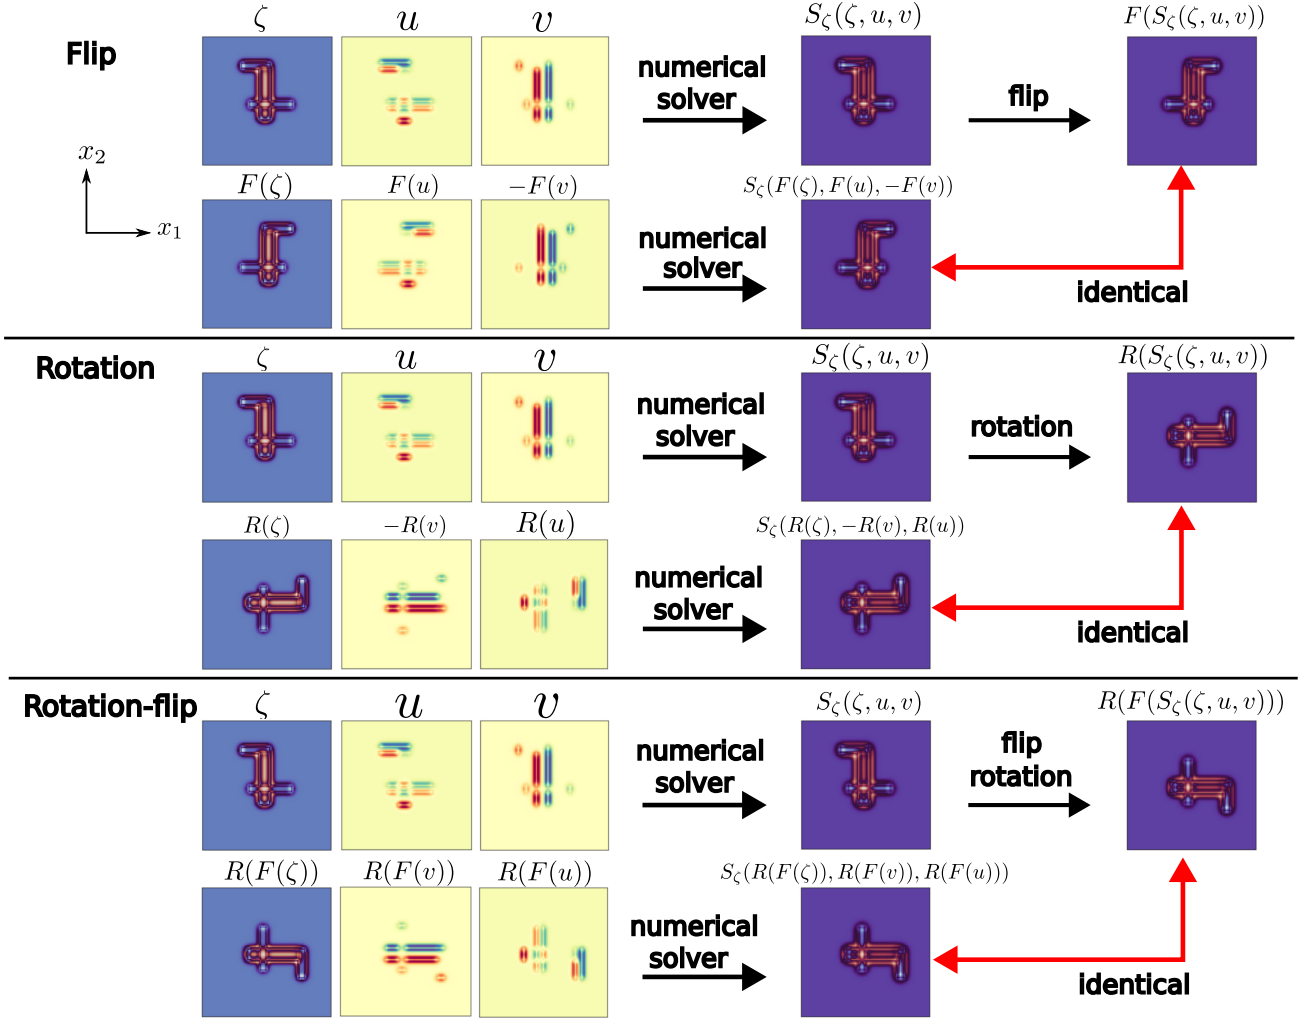 Flip
ζ u v S_ζ(ζ, u, v) F(S_ζ(ζ, u, v))
numerical
solver
flip
x_2
x_1
F(ζ) F(u) −F(v) S_ζ(F(ζ), F(u), −F(v))
numerical
solver
identical
Rotation
ζ u v S_ζ(ζ, u, v) R(S_ζ(ζ, u, v))
numerical
solver
rotation
R(ζ) −R(v) R(u) S_ζ(R(ζ), −R(v), R(u))
numerical
solver
identical
Rotation-flip
ζ u v S_ζ(ζ, u, v) R(F(S_ζ(ζ, u, v)))
numerical
solver
flip
rotation
R(F(ζ)) R(F(v)) R(F(u)) S_ζ(R(F(ζ)), R(F(v)), R(F(u)))
numerical
solver
identical